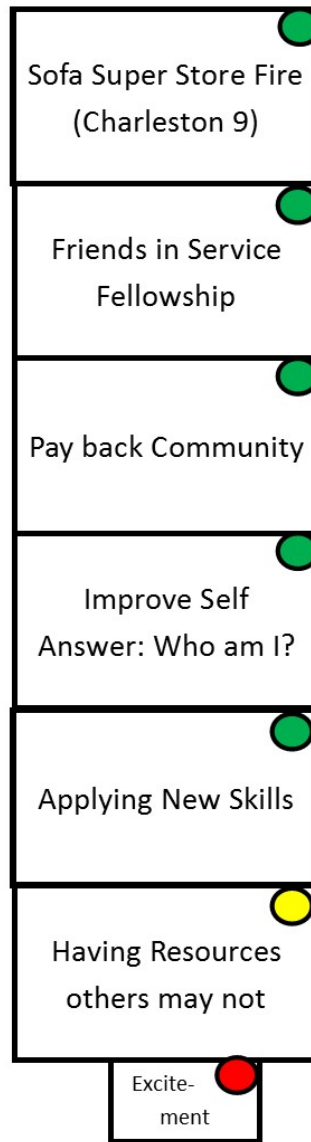 Sofa Super Store Fire
(Charleston 9)
Friends in Service
Fellowship
Pay back Community
Improve Self
Answer: Who am I?
Applying New Skills
Having Resources
others may not
Excite-
ment